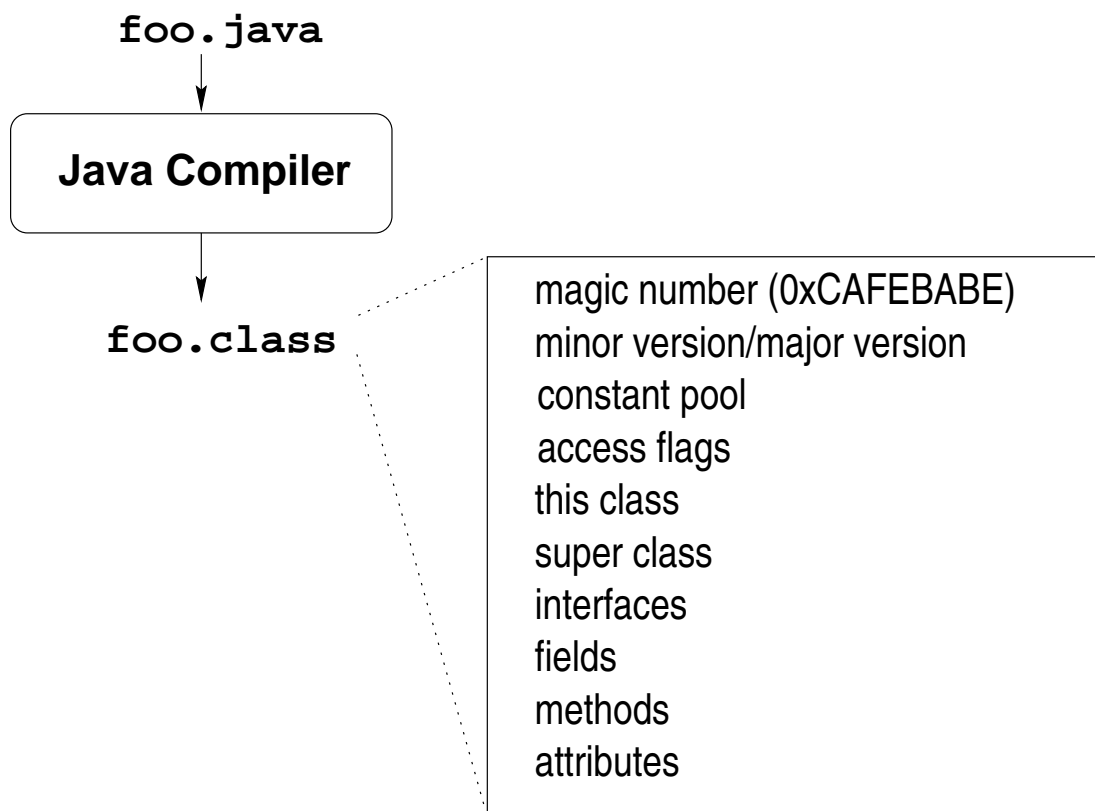 foo.java
Java Compiler
foo.class
magic number (0xCAFEBABE)
minor version/major version
constant pool
access flags
this class
super class
interfaces
fields
methods
attributes